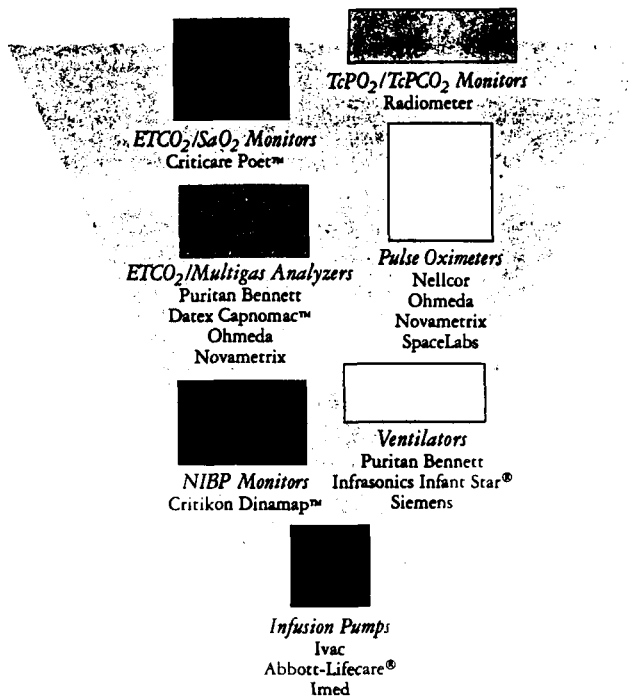 TcPO₂/TcPCO₂ Monitors
Radiometer
ETCO₂/SaO₂ Monitors
Criticare Poet™
Pulse Oximeters
Nellcor
Ohmeda
Novametrix
SpaceLabs
ETCO₂/Multigas Analyzers
Puritan Bennett
Datex Capnomac™
Ohmeda
Novametrix
Ventilators
Puritan Bennett
Infrasonics Infant Star®
Siemens
NIBP Monitors
Critikon Dinamap™
Infusion Pumps
Ivac
Abbott-Lifecare®
Imed